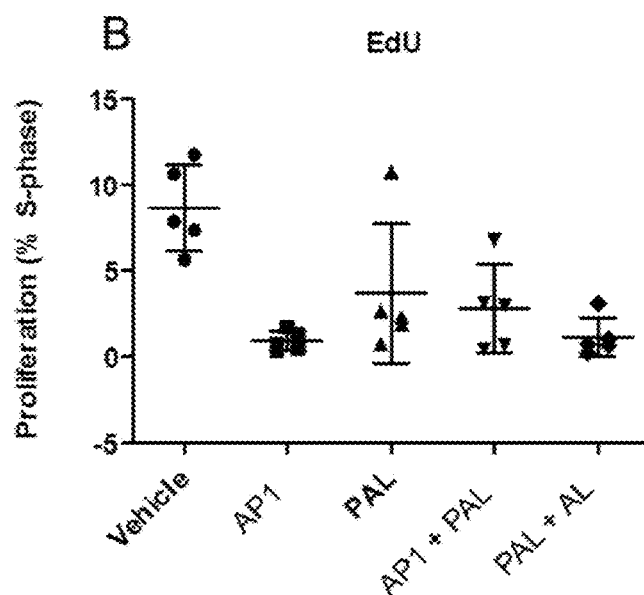 B
EdU
Proliferation (% S-phase)
15
10
5
0
-5
Vehicle
AP1
PAL
AP1 + PAL
PAL + AL